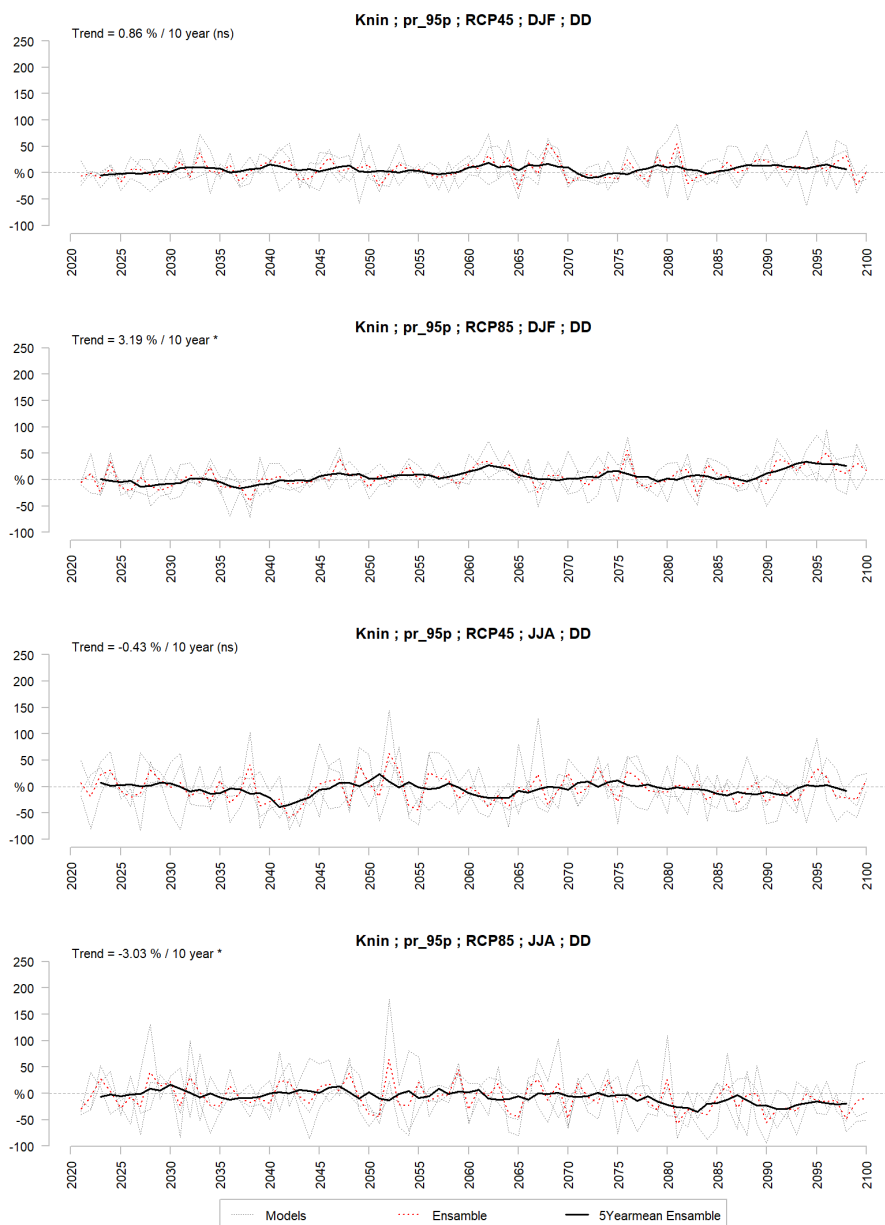 Knin ; pr_95p ; RCP45 ; DJF ; DD
Trend = 0.86 % / 10 year (ns)
250
200
150
100
50
% 0
-50
-100
2020 2025 2030 2035 2040 2045 2050 2055 2060 2065 2070 2075 2080 2085 2090 2095 2100
Knin ; pr_95p ; RCP85 ; DJF ; DD
Trend = 3.19 % / 10 year *
250
200
150
100
50
% 0
-50
-100
2020 2025 2030 2035 2040 2045 2050 2055 2060 2065 2070 2075 2080 2085 2090 2095 2100
Knin ; pr_95p ; RCP45 ; JJA ; DD
Trend = -0.43 % / 10 year (ns)
250
200
150
100
50
% 0
-50
-100
2020 2025 2030 2035 2040 2045 2050 2055 2060 2065 2070 2075 2080 2085 2090 2095 2100
Knin ; pr_95p ; RCP85 ; JJA ; DD
Trend = -3.03 % / 10 year *
250
200
150
100
50
% 0
-50
-100
2020 2025 2030 2035 2040 2045 2050 2055 2060 2065 2070 2075 2080 2085 2090 2095 2100
Models Ensamble 5Yearmean Ensamble